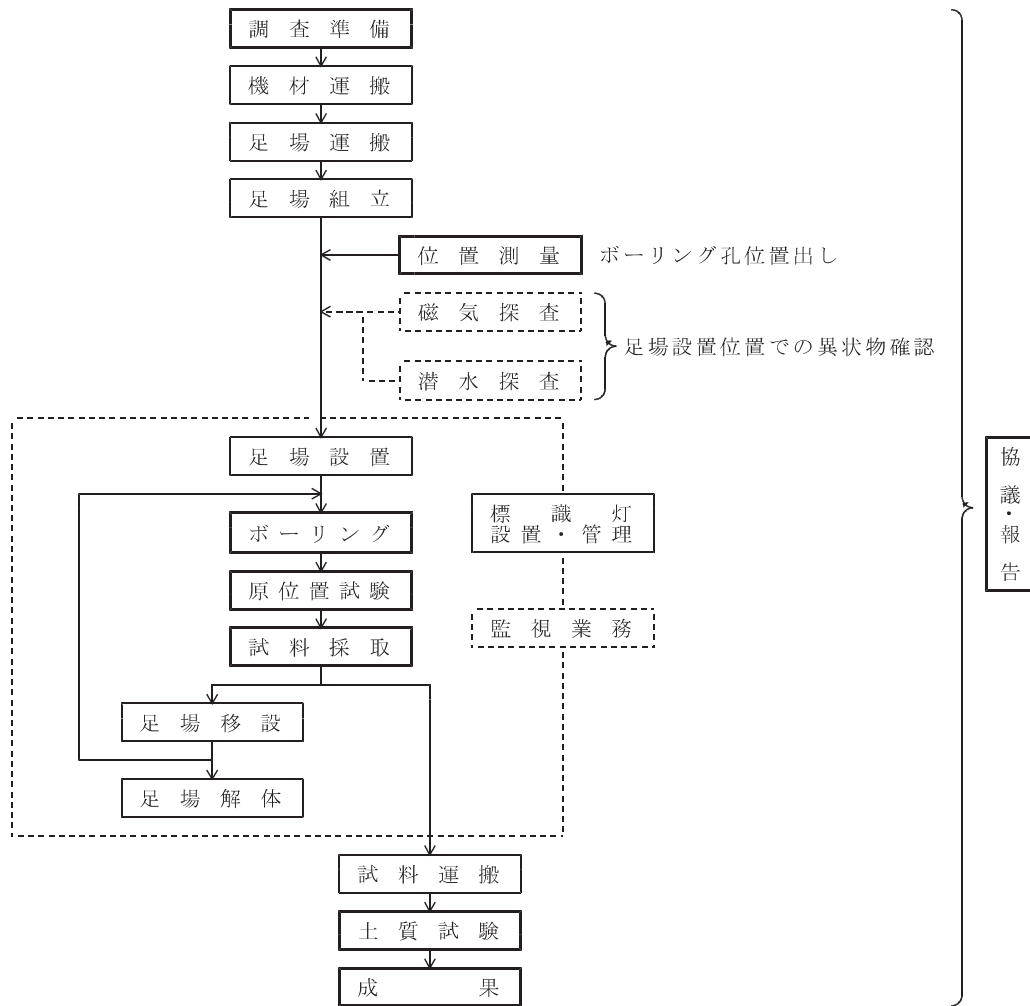 調査準備
機材運搬
足場運搬
足場組立
位置測量 ボーリング孔位置出し
磁気探査
足場設置位置での異状物確認
潜水探査
足場設置
標識灯
設置・管理
ボーリング
原位置試験
監視業務
試料採取
足場移設
足場解体
試料運搬
土質試験
成果
協議・報告